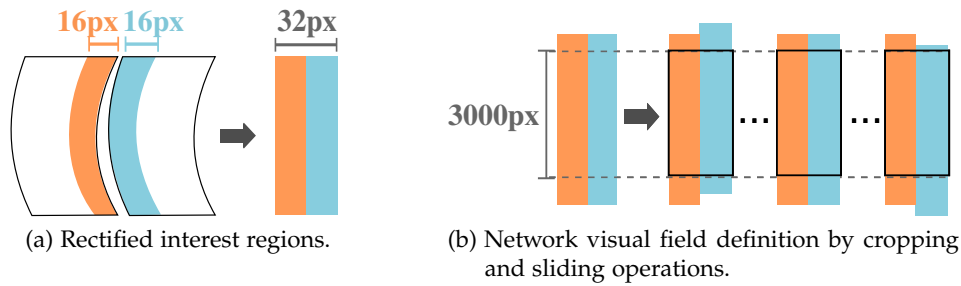 16px 16px
32px
3000px
... ...
(a) Rectified interest regions.
(b) Network visual field definition by cropping
and sliding operations.